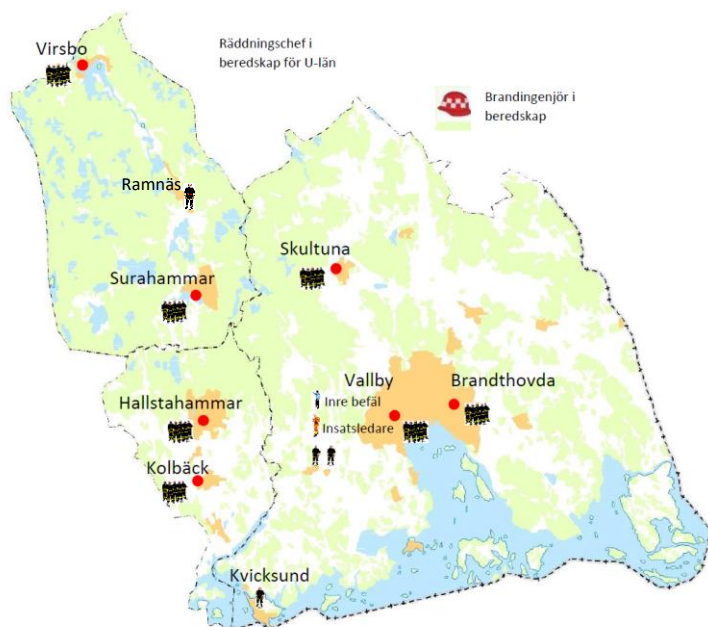 Virsbo
Räddningschef i
beredskap för U-län
Brandingenjör i
beredskap
Ramnäs
Skultuna
Surahammar
Vallby
Brandthovda
Inre befäl
Hallstahammar
Insatsledare
Kolbäck
Kvicksund